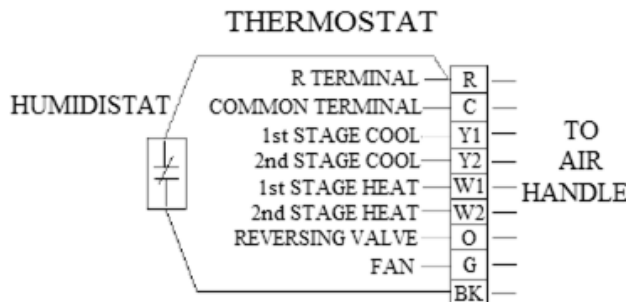 THERMOSTAT
R TERMINAL R
HUMIDISTAT
COMMON TERMINAL C
1st STAGE COOL Y1
2nd STAGE COOL Y2
1st STAGE HEAT W1
2nd STAGE HEAT W2
REVERSING VALVE O
FAN G
BK
TO
AIR
HANDLE